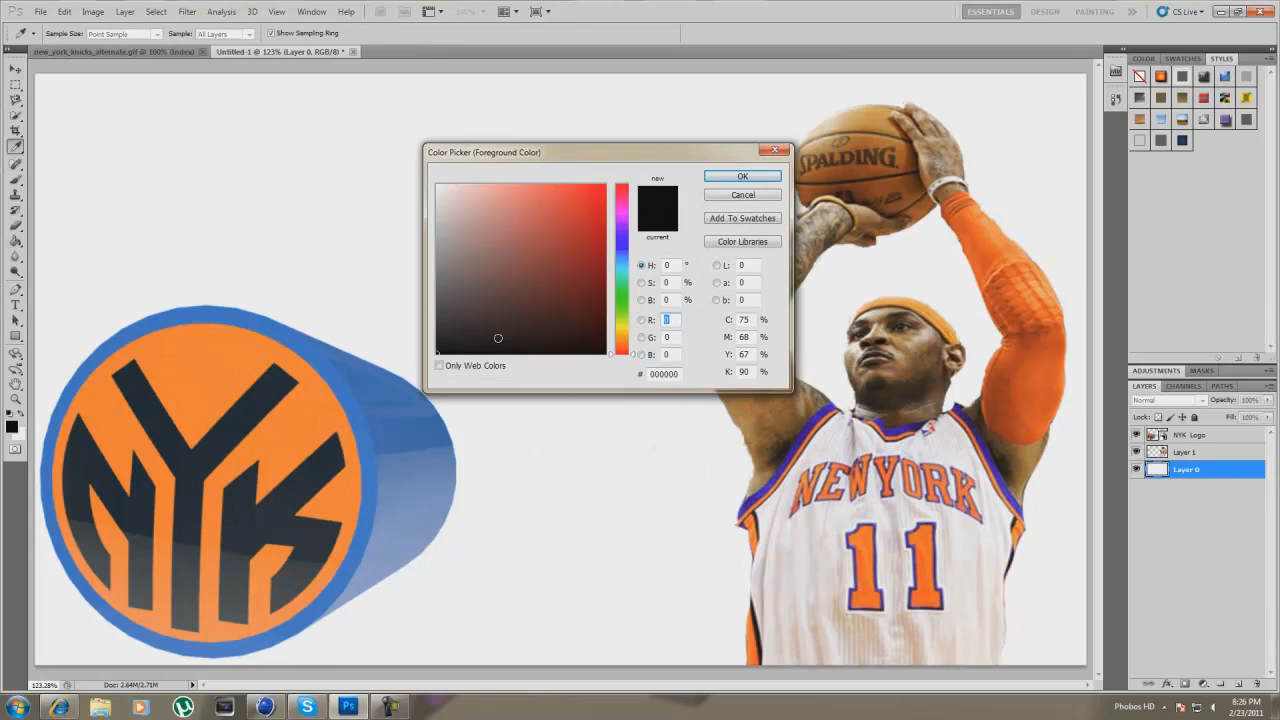 Ps File Edit Image Layer Select Filter Analysis 3D View Window Help 100% ESSENTIALS DESIGN PAINTING CS Live
Sample Size: Point Sample Sample: All Layers Show Sampling Ring
new_york_knicks_alternate.gif @ 100% (Index) Untitled-1 @ 123% (Layer 0, RGB/8) *
COLOR SWATCHES STYLES
Color Picker (Foreground Color)
new
current
OK
Cancel
Add To Swatches
Color Libraries
H: 0 °
S: 0 %
B: 0 %
R: 0
G: 0
B: 0
# 000000
L: 0
a: 0
b: 0
C: 75 %
M: 68 %
Y: 67 %
K: 90 %
Only Web Colors
SPALDING
NYK
NEW YORK
11
ADJUSTMENTS MASKS
LAYERS CHANNELS PATHS
Normal Opacity: 100%
Lock: Fill: 100%
NYK Logo
Layer 1
Layer 0
123.28% Doc: 2.64M/2.71M
Phobos HD
8:26 PM
2/23/2011